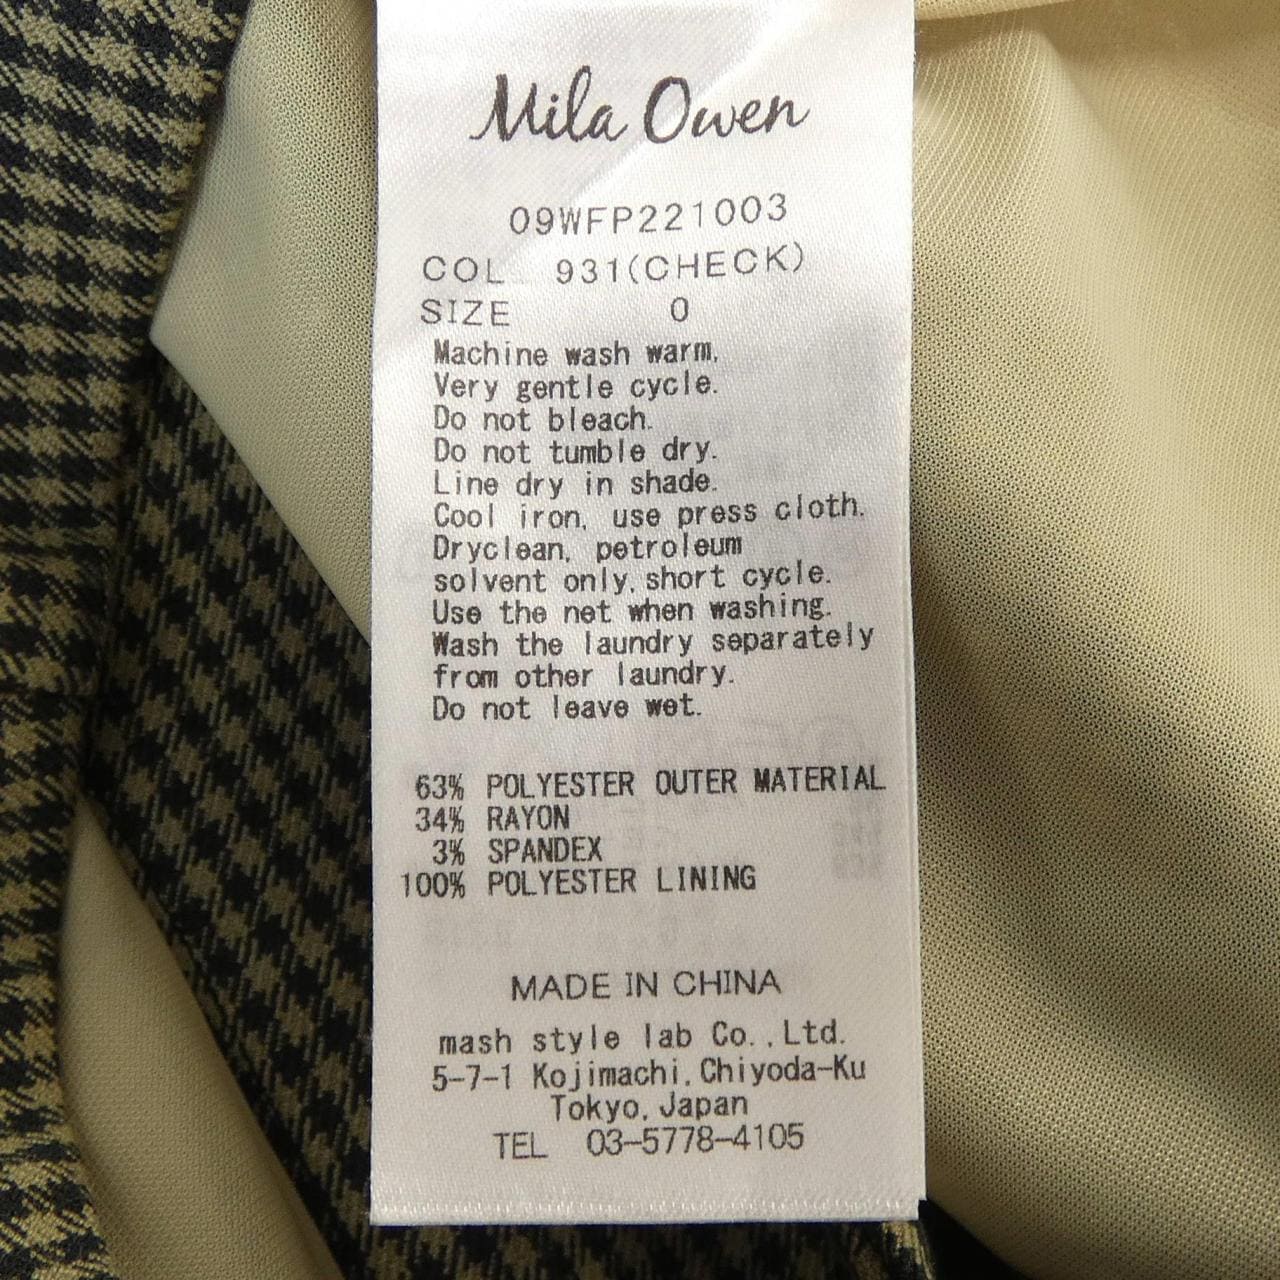 Mila Owen
09WFP221003
COL 931(CHECK)
SIZE 0
Machine wash warm.
Very gentle cycle.
Do not bleach.
Do not tumble dry.
Line dry in shade.
Cool iron, use press cloth.
Dryclean, petroleum
solvent only, short cycle.
Use the net when washing.
Wash the laundry separately
from other laundry.
Do not leave wet.
63% POLYESTER OUTER MATERIAL
34% RAYON
3% SPANDEX
100% POLYESTER LINING
MADE IN CHINA
mash style lab Co.,Ltd.
5-7-1 Kojimachi,Chiyoda-Ku
Tokyo,Japan
TEL 03-5778-4105